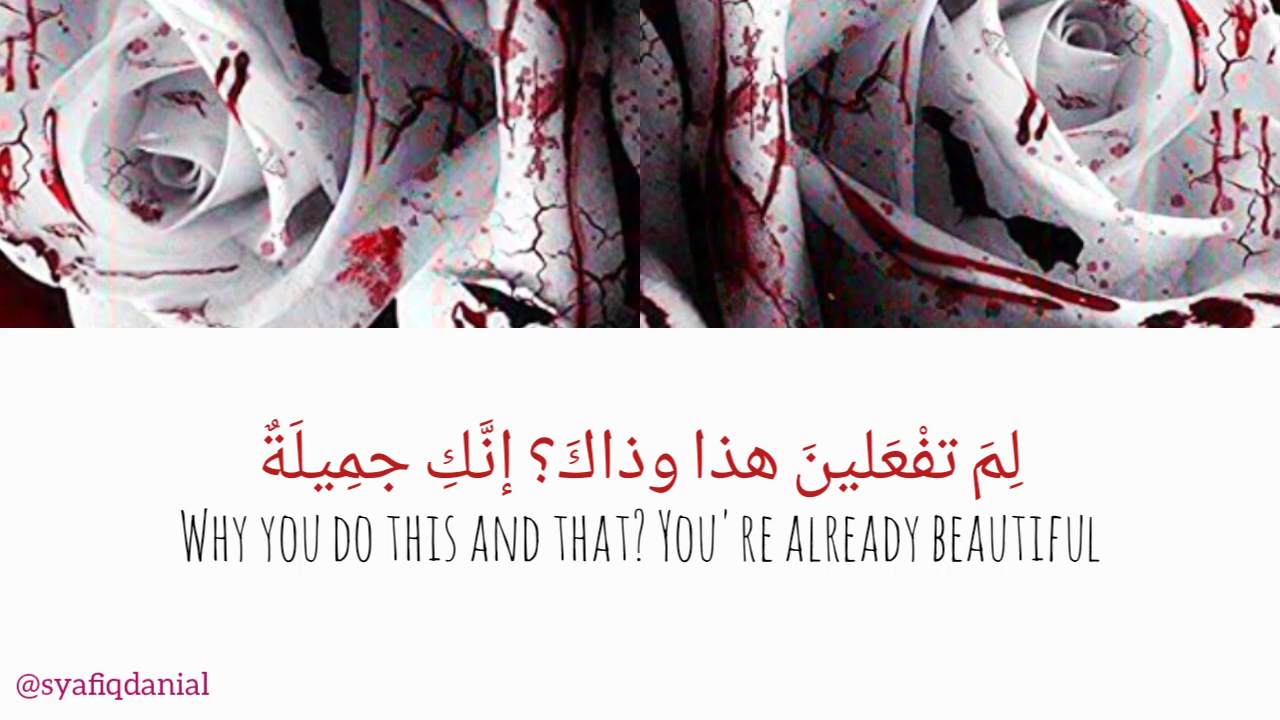 لِمَ تفْعَلينَ هذا وذاكَ؟ إنَّكِ جمِيلَةٌ
Why you do this and that? You're already beautiful
@syafiqdanial